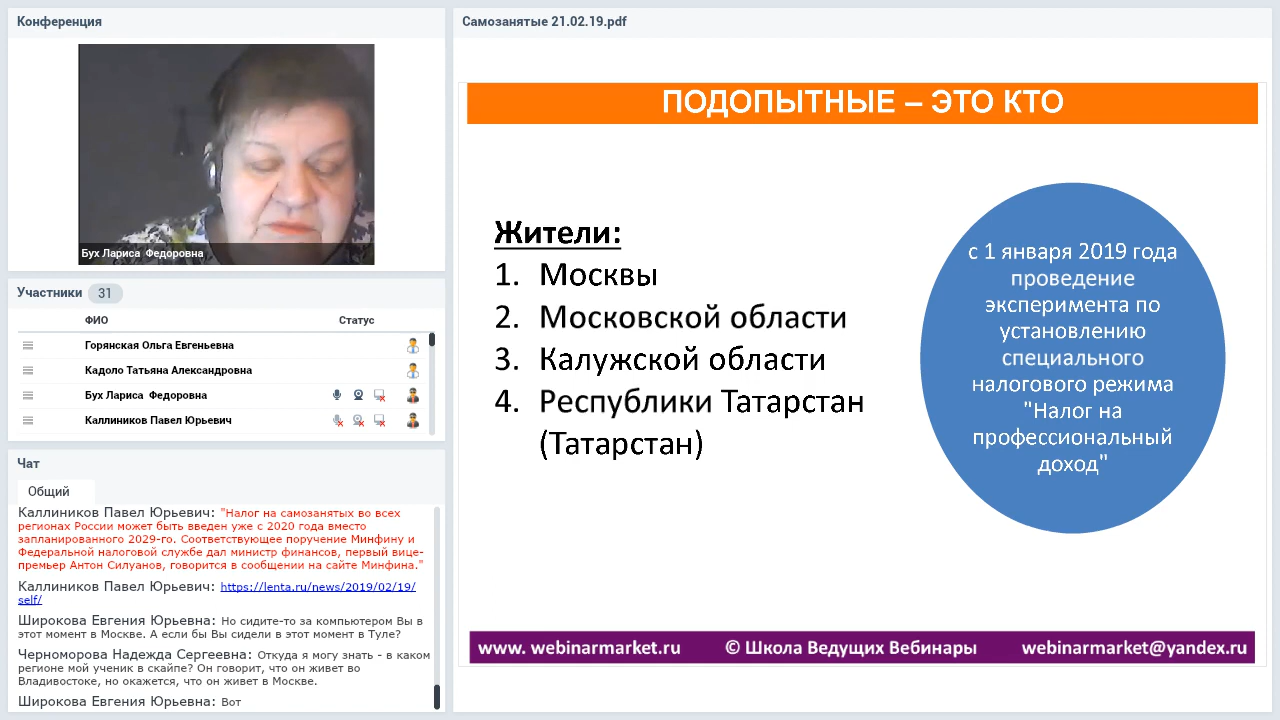 Конференция
Бух Лариса  Федоровна
Участники 31
ФИО Статус
Горянская Ольга Евгеньевна
Кадоло Татьяна Александровна
Бух Лариса  Федоровна
Каллиников Павел Юрьевич
Чат
Общий
Каллиников Павел Юрьевич: "Налог на самозанятых во всех
регионах России может быть введен уже с 2020 года вместо
запланированного 2029-го. Соответствующее поручение Минфину и
Федеральной налоговой службе дал министр финансов, первый вице-
премьер Антон Силуанов, говорится в сообщении на сайте Минфина."
Каллиников Павел Юрьевич: https://lenta.ru/news/2019/02/19/
self/
Широкова Евгения Юрьевна: Но сидите-то за компьютером Вы в
этот момент в Москве. А если бы Вы сидели в этот момент в Туле?
Черноморова Надежда Сергеевна: Откуда я могу знать - в каком
регионе мой ученик в скайпе? Он говорит, что он живет во
Владивостоке, но окажется, что он живет в Москве.
Широкова Евгения Юрьевна: Вот
Самозанятые 21.02.19.pdf
ПОДОПЫТНЫЕ – ЭТО КТО
Жители:
1. Москвы
2. Московской области
3. Калужской области
4. Республики Татарстан
(Татарстан)
с 1 января 2019 года
проведение
эксперимента по
установлению
специального
налогового режима
"Налог на
профессиональный
доход"
www. webinarmarket.ru © Школа Ведущих Вебинары webinarmarket@yandex.ru